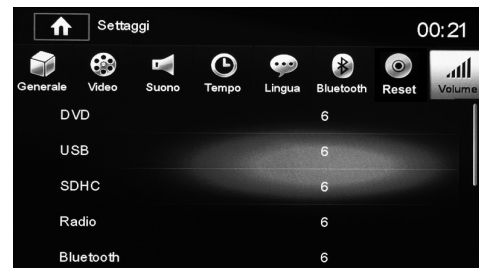 Settaggi 00:21
Generale Video Suono Tempo Lingua Bluetooth Reset Volume
DVD 6
USB 6
SDHC 6
Radio 6
Bluetooth 6